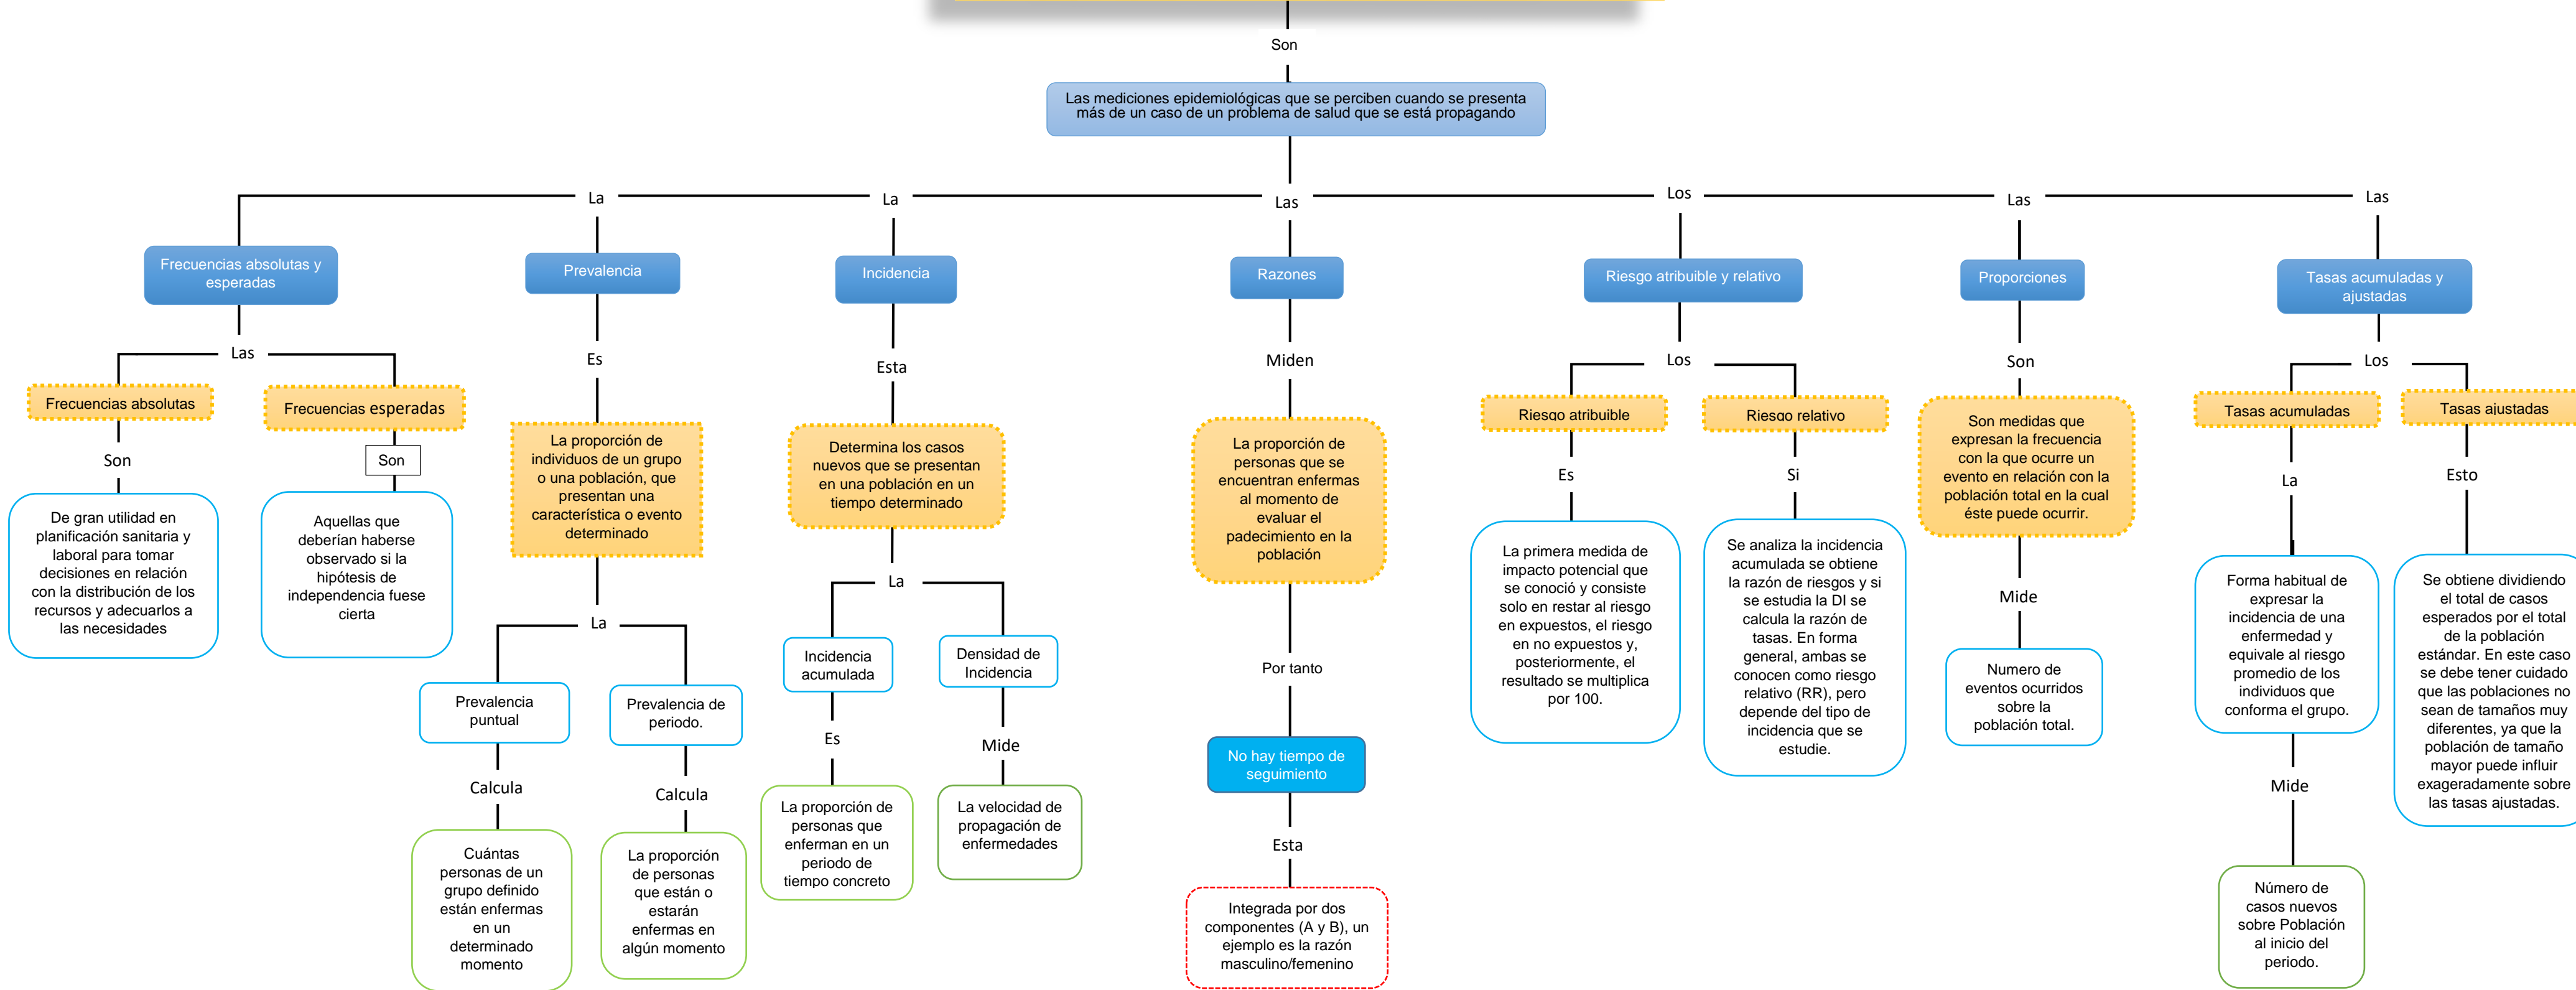 Son
Las mediciones epidemiológicas que se perciben cuando se presenta
más de un caso de un problema de salud que se está propagando
La
La
Las
Los
Las
Las
Frecuencias absolutas y
esperadas
Prevalencia
Incidencia
Razones
Riesgo atribuible y relativo
Proporciones
Tasas acumuladas y
ajustadas
Las
Frecuencias absolutas
Son
De gran utilidad en
planificación sanitaria y
laboral para tomar
decisiones en relación
con la distribución de los
recursos y adecuarlos a
las necesidades
Frecuencias esperadas
Son
Aquellas que
deberían haberse
observado si la
hipótesis de
independencia fuese
cierta
Es
La proporción de
individuos de un grupo
o una población, que
presentan una
característica o evento
determinado
La
Prevalencia
puntual
Calcula
Cuántas
personas de un
grupo definido
están enfermas
en un
determinado
momento
Prevalencia de
periodo.
Calcula
La proporción
de personas
que están o
estarán
enfermas en
algún momento
Esta
Determina los casos
nuevos que se presentan
en una población en un
tiempo determinado
La
Incidencia
acumulada
Es
La proporción de
personas que
enferman en un
periodo de
tiempo concreto
Densidad de
Incidencia
Mide
La velocidad de
propagación de
enfermedades
Miden
La proporción de
personas que se
encuentran enfermas
al momento de
evaluar el
padecimiento en la
población
Por tanto
No hay tiempo de
seguimiento
Esta
Integrada por dos
componentes (A y B), un
ejemplo es la razón
masculino/femenino
Los
Riesgo atribuible
Es
La primera medida de
impacto potencial que
se conoció y consiste
solo en restar al riesgo
en expuestos, el riesgo
en no expuestos y,
posteriormente, el
resultado se multiplica
por 100.
Riesgo relativo
Si
Se analiza la incidencia
acumulada se obtiene
la razón de riesgos y si
se estudia la DI se
calcula la razón de
tasas. En forma
general, ambas se
conocen como riesgo
relativo (RR), pero
depende del tipo de
incidencia que se
estudie.
Son
Son medidas que
expresan la frecuencia
con la que ocurre un
evento en relación con la
población total en la cual
éste puede ocurrir.
Mide
Numero de
eventos ocurridos
sobre la
población total.
Los
Tasas acumuladas
La
Forma habitual de
expresar la
incidencia de una
enfermedad y
equivale al riesgo
promedio de los
individuos que
conforma el grupo.
Mide
Número de
casos nuevos
sobre Población
al inicio del
periodo.
Tasas ajustadas
Esto
Se obtiene dividiendo
el total de casos
esperados por el total
de la población
estándar. En este caso
se debe tener cuidado
que las poblaciones no
sean de tamaños muy
diferentes, ya que la
población de tamaño
mayor puede influir
exageradamente sobre
las tasas ajustadas.